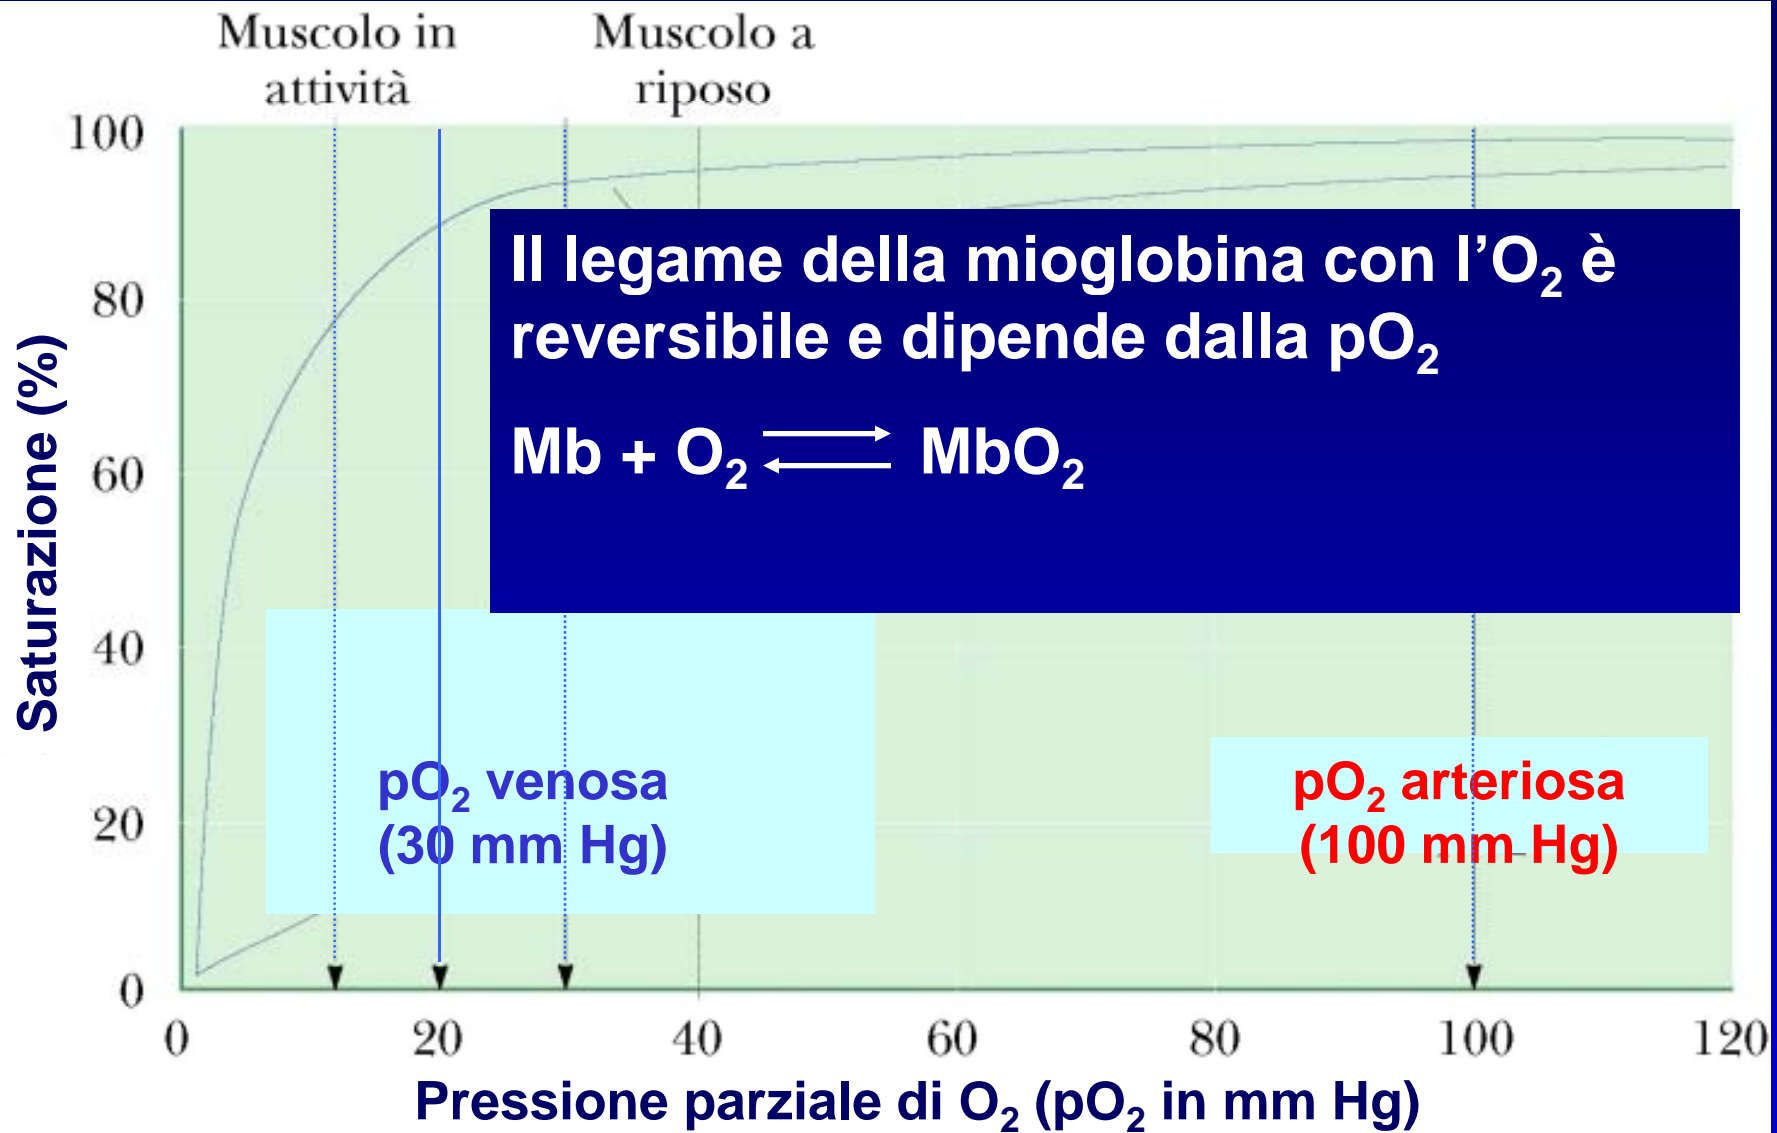 Muscolo in
attività
Muscolo a
riposo
100
80
60
40
20
0
Saturazione (%)
Il legame della mioglobina con l’O₂ è
reversibile e dipende dalla pO₂
Mb + O₂ ⇄ MbO₂
pO₂ venosa
(30 mm Hg)
pO₂ arteriosa
(100 mm Hg)
0 20 40 60 80 100 120
Pressione parziale di O₂ (pO₂ in mm Hg)